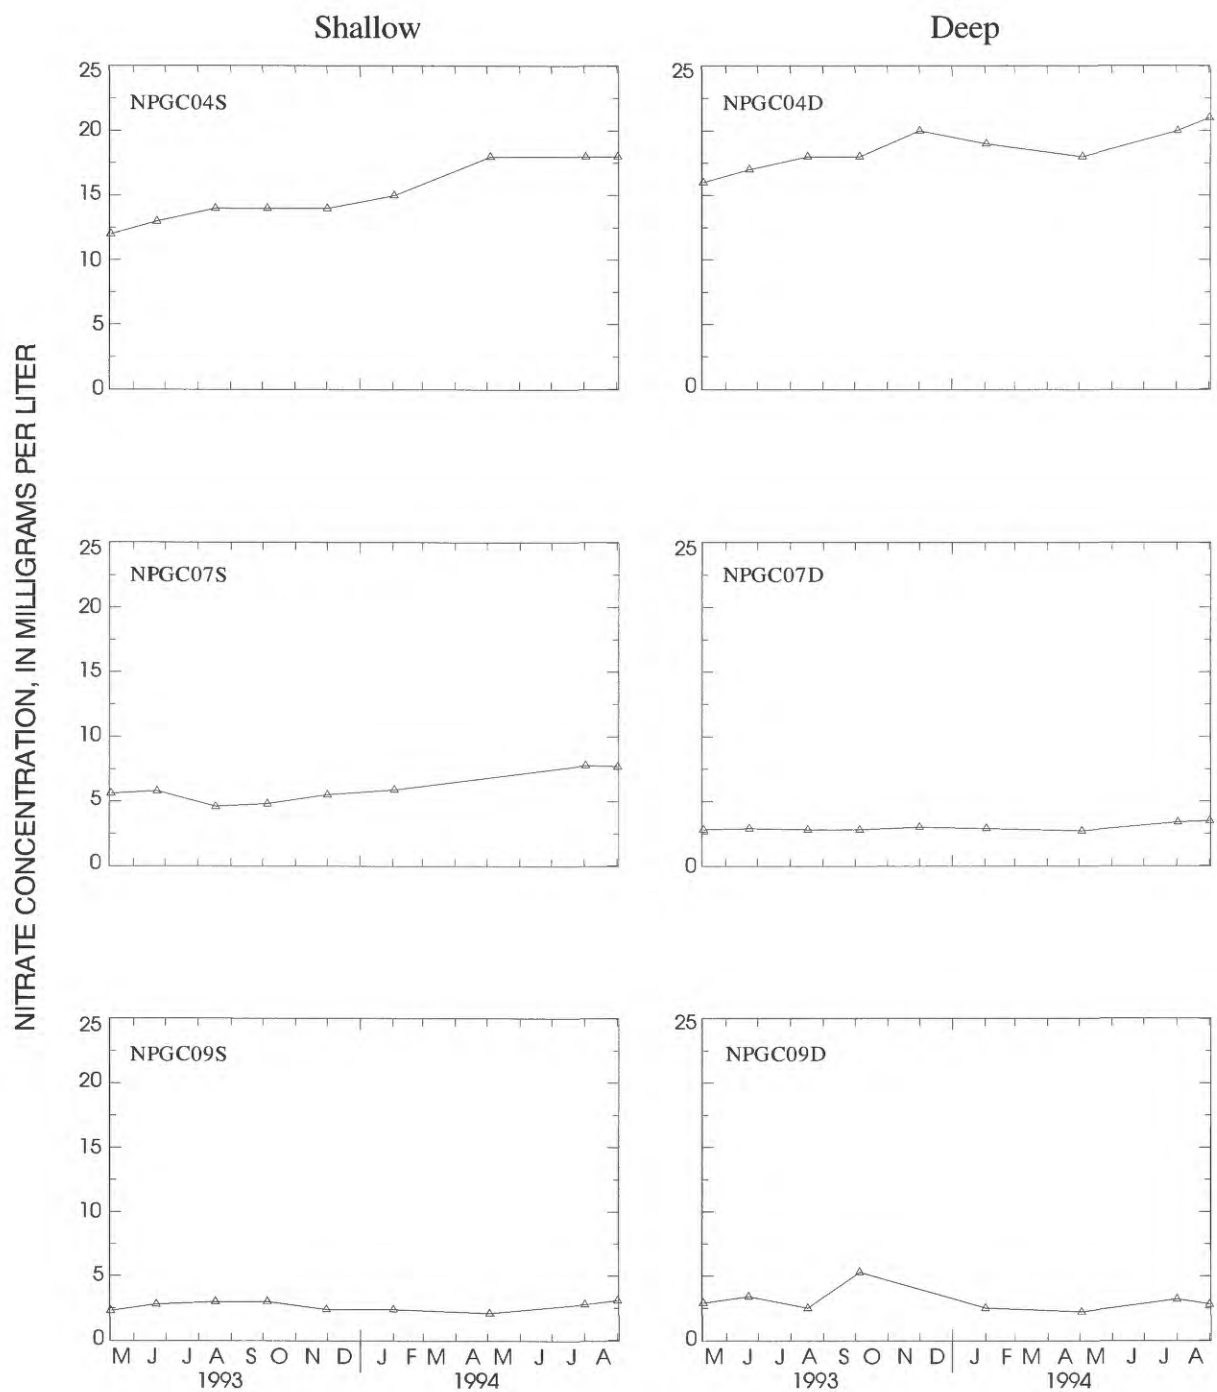 Shallow
Deep
NITRATE CONCENTRATION, IN MILLIGRAMS PER LITER
25
NPGC04S
20
15
10
5
0
25
NPGC04D
0
25
NPGC07S
20
15
10
5
0
25
NPGC07D
0
25
NPGC09S
20
15
10
5
0
25
NPGC09D
0
M J J A S O N D J F M A M J J A
1993 1994
M J J A S O N D J F M A M J J A
1993 1994